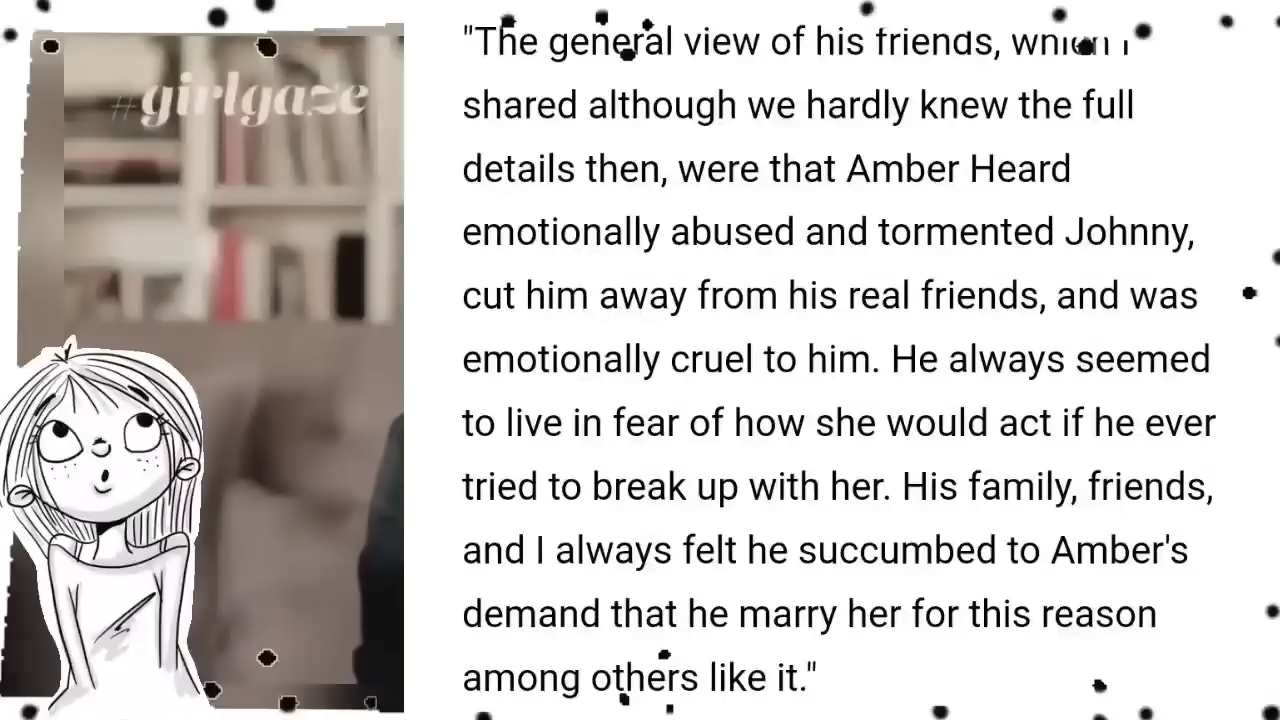 #girlgaze
"The general view of his friends, which I
shared although we hardly knew the full
details then, were that Amber Heard
emotionally abused and tormented Johnny,
cut him away from his real friends, and was
emotionally cruel to him. He always seemed
to live in fear of how she would act if he ever
tried to break up with her. His family, friends,
and I always felt he succumbed to Amber's
demand that he marry her for this reason
among others like it."